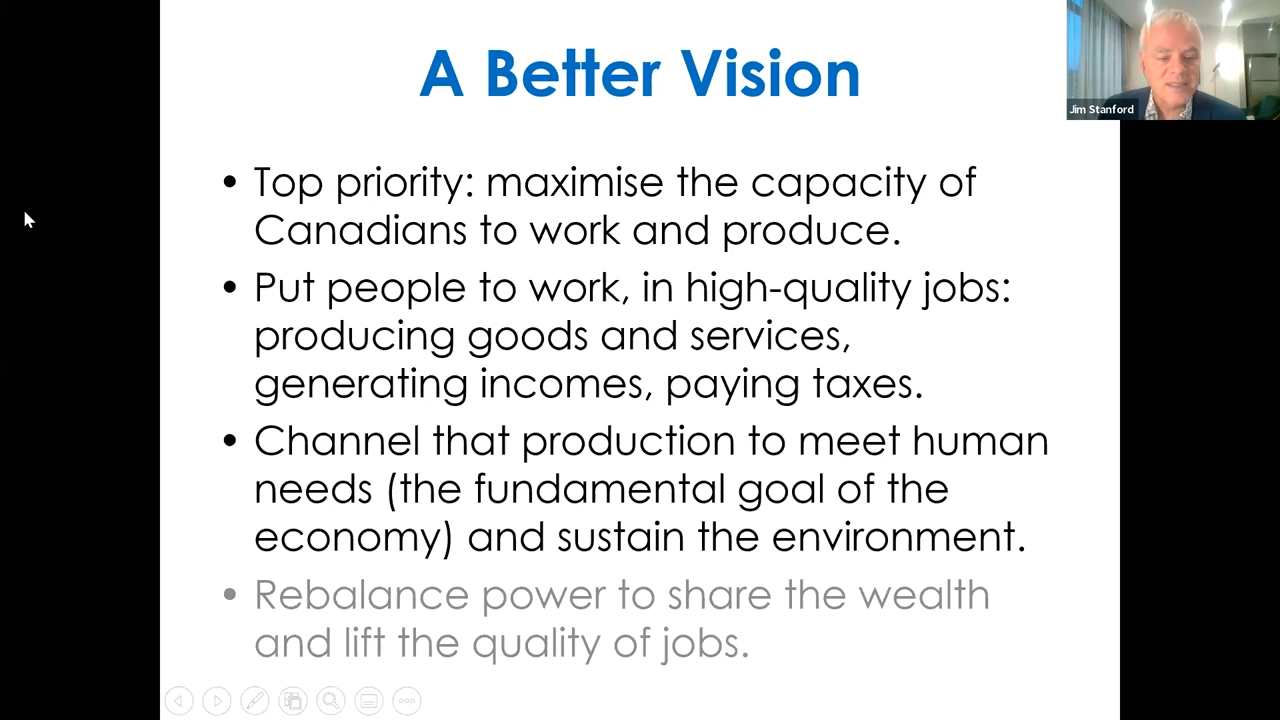 A Better Vision
Jim Stanford
• Top priority: maximise the capacity of
Canadians to work and produce.
• Put people to work, in high-quality jobs:
producing goods and services,
generating incomes, paying taxes.
• Channel that production to meet human
needs (the fundamental goal of the
economy) and sustain the environment.
• Rebalance power to share the wealth
and lift the quality of jobs.